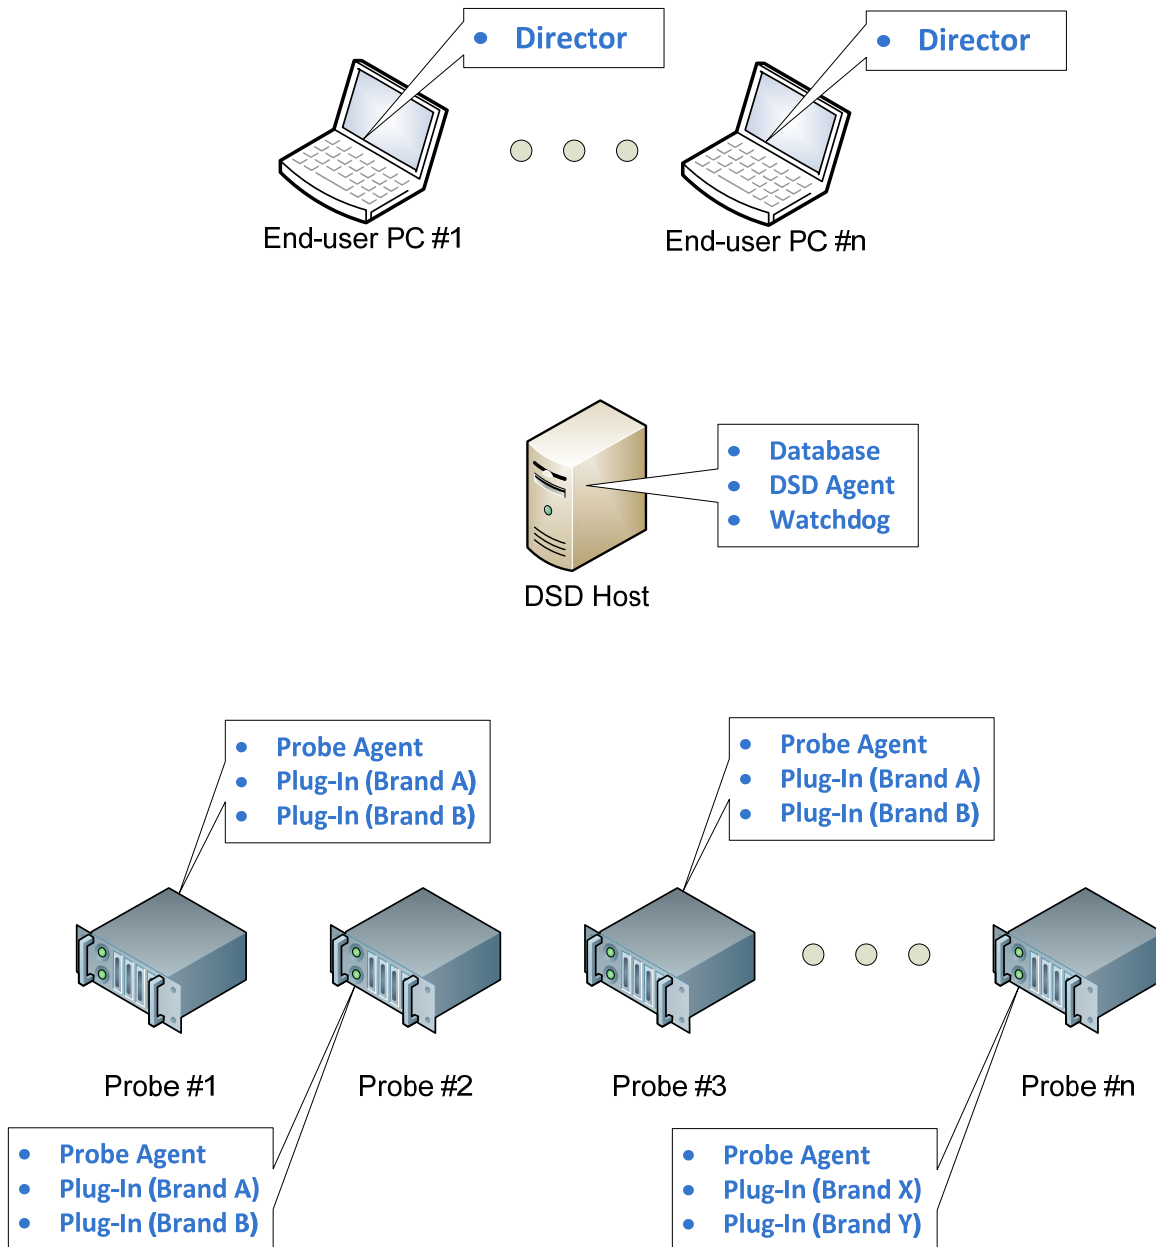 • Director
• Director
End-user PC #1
End-user PC #n
• Database
• DSD Agent
• Watchdog
DSD Host
• Probe Agent
• Plug-In (Brand A)
• Plug-In (Brand B)
• Probe Agent
• Plug-In (Brand A)
• Plug-In (Brand B)
Probe #1
Probe #2
Probe #3
Probe #n
• Probe Agent
• Plug-In (Brand A)
• Plug-In (Brand B)
• Probe Agent
• Plug-In (Brand X)
• Plug-In (Brand Y)